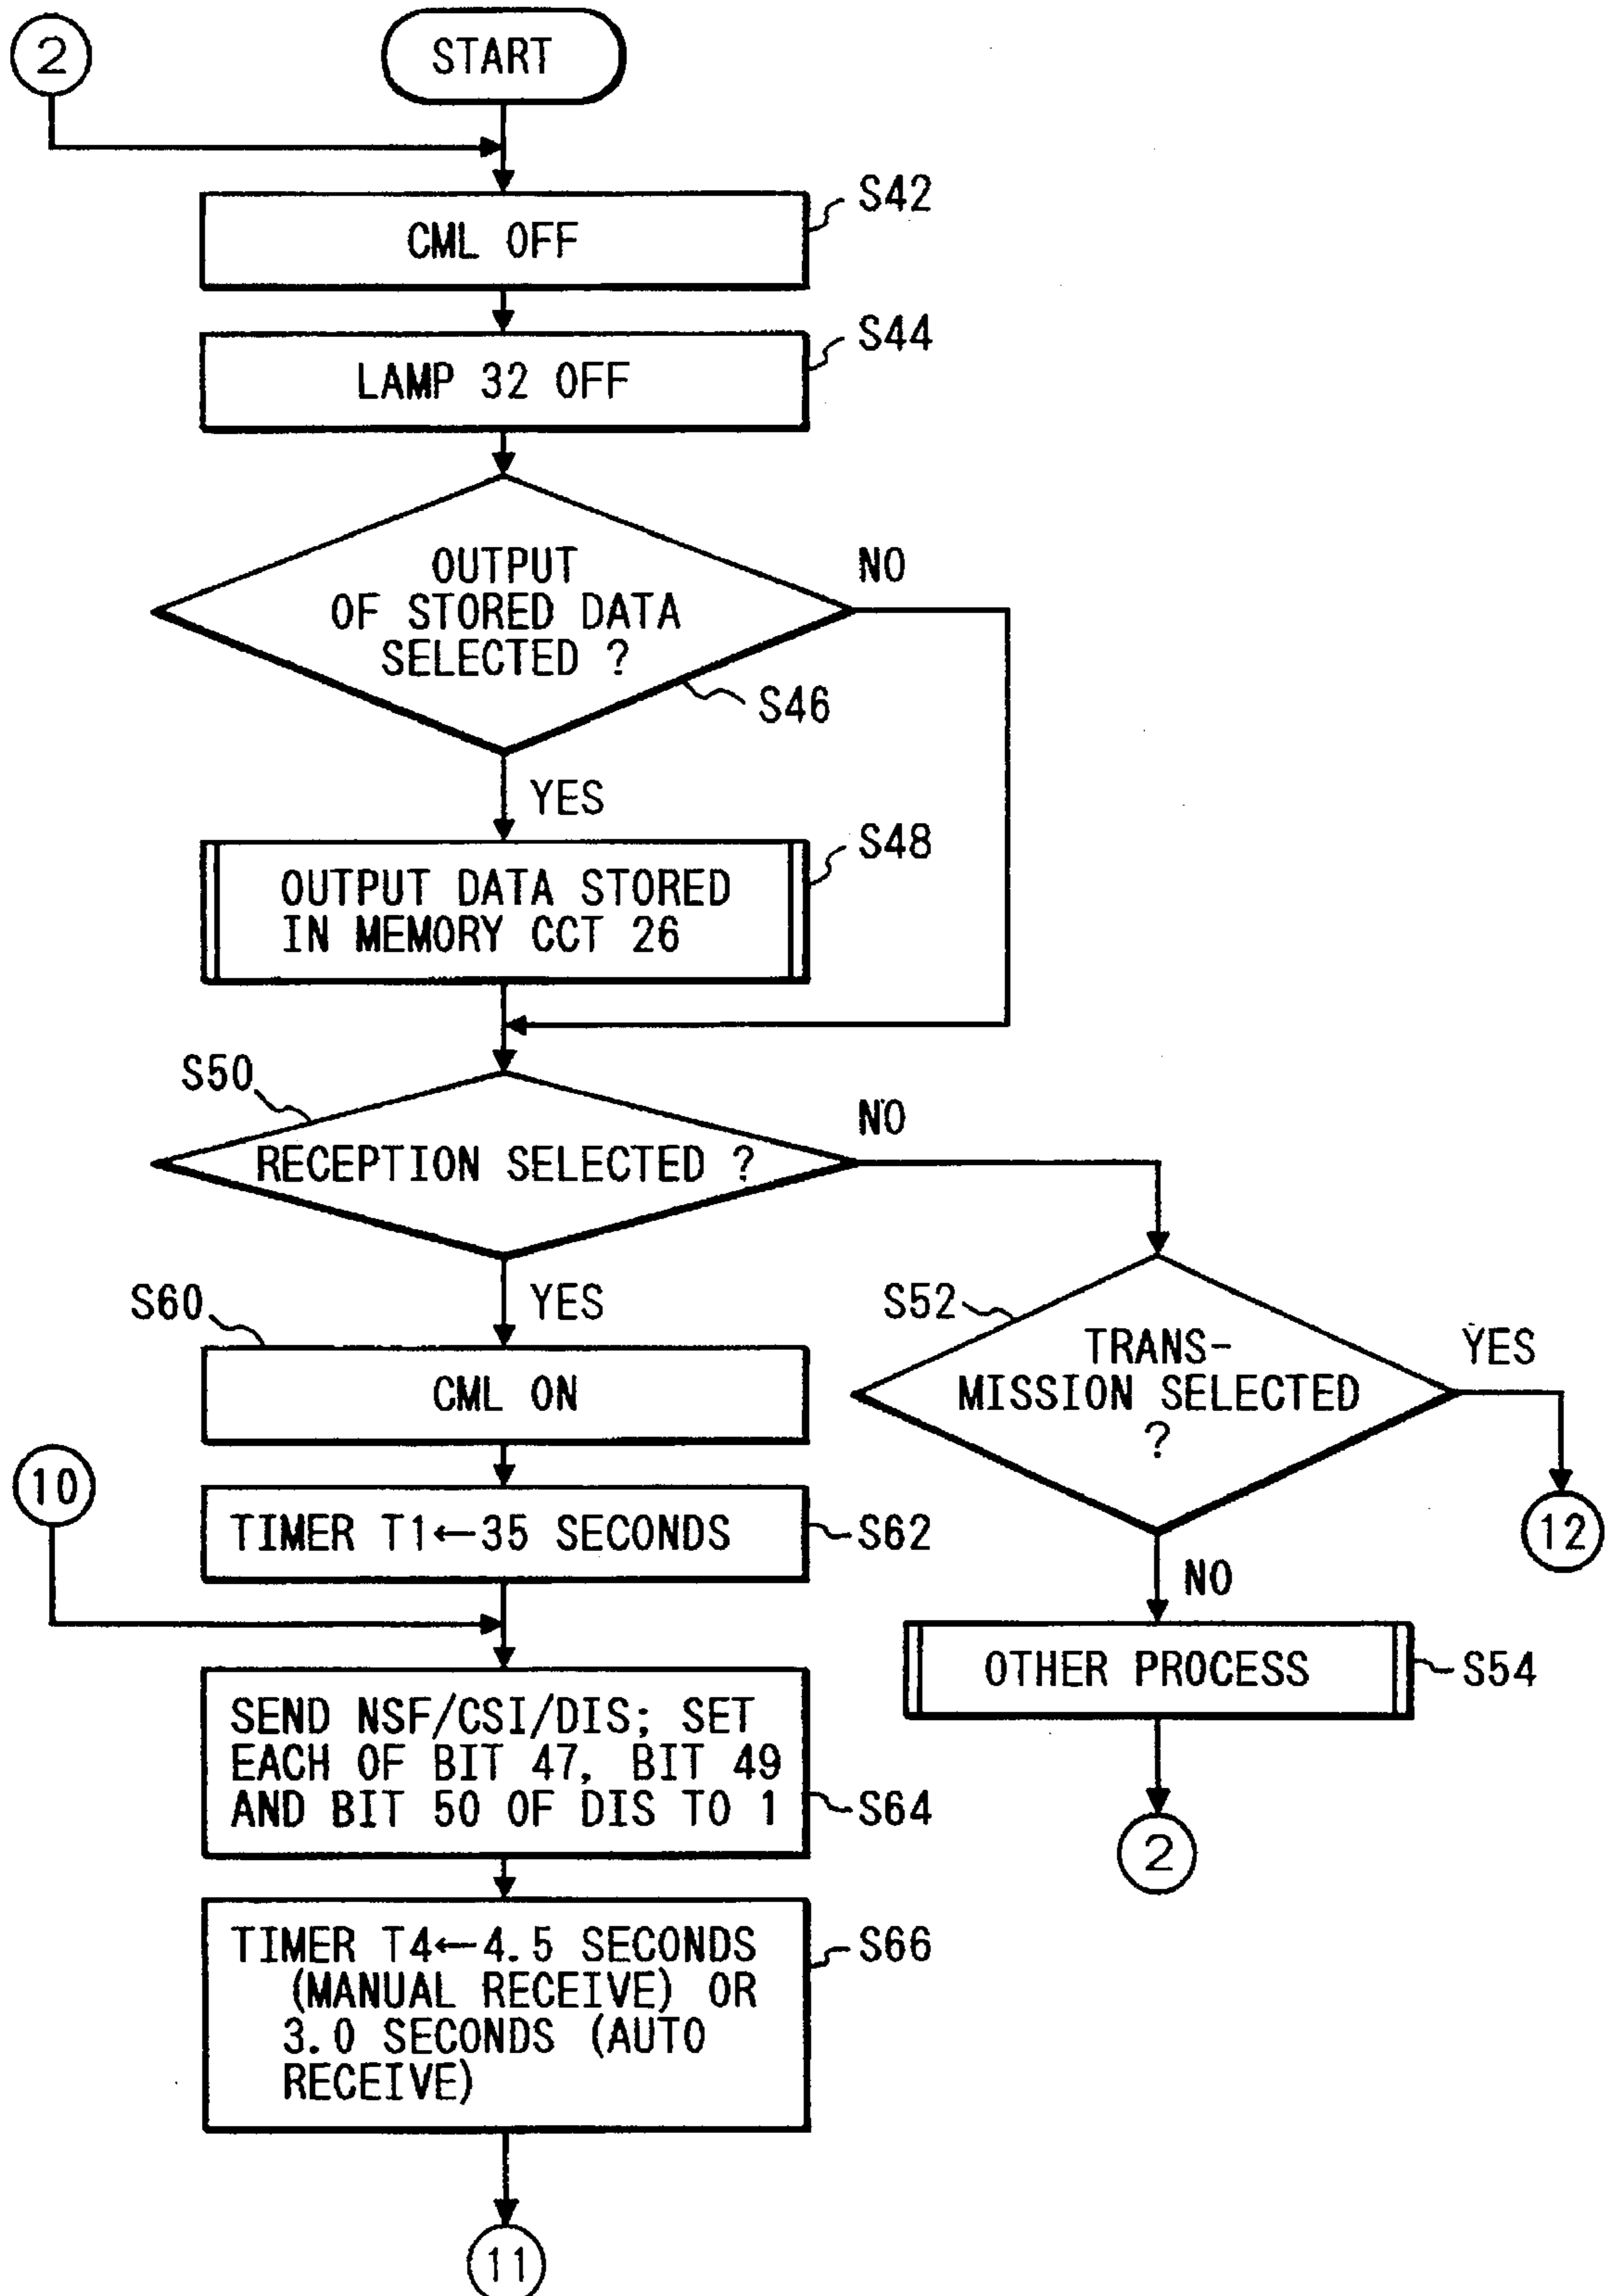 2
START
S42
CML OFF
S44
LAMP 32 OFF
OUTPUT
OF STORED DATA
SELECTED ?
NO
S46
YES
S48
OUTPUT DATA STORED
IN MEMORY CCT 26
S50
RECEPTION SELECTED ?
NO
S60
YES
S52
TRANS-
MISSION SELECTED
?
YES
CML ON
10
TIMER T1←35 SECONDS
S62
12
NO
OTHER PROCESS
S54
SEND NSF/CSI/DIS; SET
EACH OF BIT 47, BIT 49
AND BIT 50 OF DIS TO 1
S64
2
TIMER T4←4.5 SECONDS
(MANUAL RECEIVE) OR
3.0 SECONDS (AUTO
RECEIVE)
S66
11